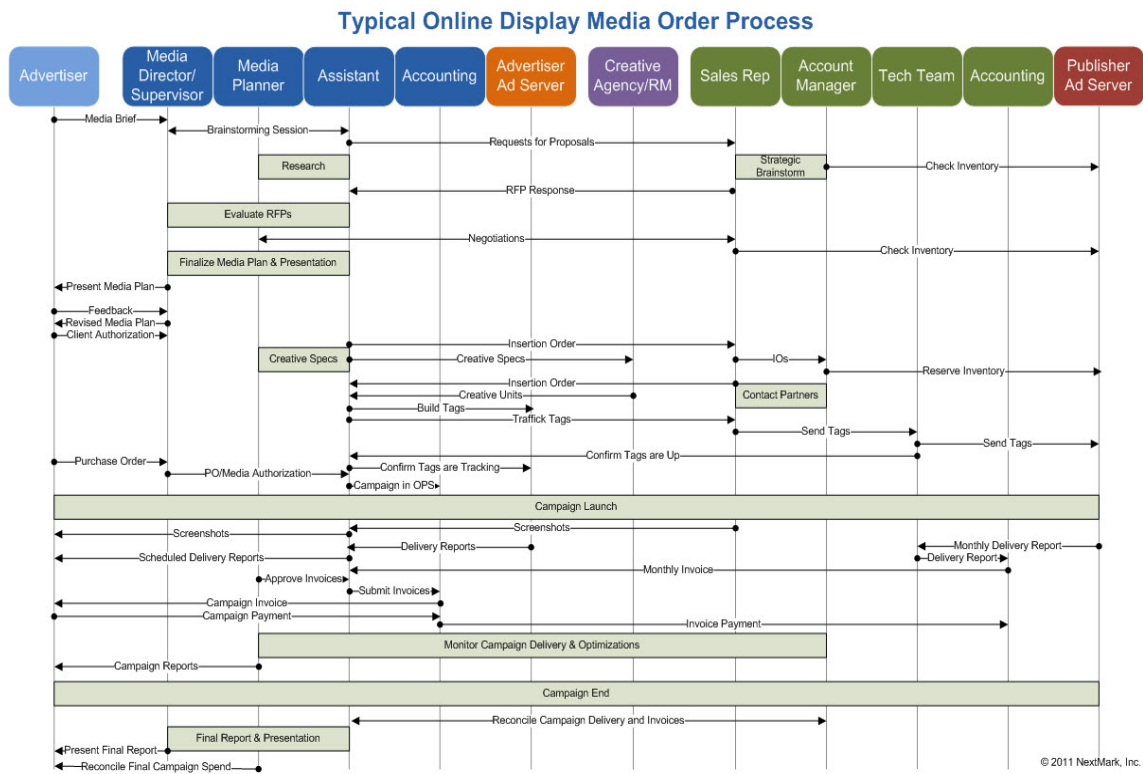 Typical Online Display Media Order Process
Advertiser
Media
Director/
Supervisor
Media
Planner
Assistant
Accounting
Advertiser
Ad Server
Creative
Agency/RM
Sales Rep
Account
Manager
Tech Team
Accounting
Publisher
Ad Server
Media Brief
Brainstorming Session
Requests for Proposals
Research
Strategic
Brainstorm
Check Inventory
RFP Response
Evaluate RFPs
Negotiations
Check Inventory
Finalize Media Plan & Presentation
Present Media Plan
Feedback
Revised Media Plan
Client Authorization
Insertion Order
Creative Specs
Creative Specs
IOs
Reserve Inventory
Insertion Order
Creative Units
Contact Partners
Build Tags
Traffick Tags
Send Tags
Send Tags
Confirm Tags are Up
Purchase Order
Confirm Tags are Tracking
PO/Media Authorization
Campaign in OPS
Campaign Launch
Screenshots
Screenshots
Delivery Reports
Monthly Delivery Report
Scheduled Delivery Reports
Delivery Report
Monthly Invoice
Approve Invoices
Submit Invoices
Campaign Invoice
Campaign Payment
Invoice Payment
Monitor Campaign Delivery & Optimizations
Campaign Reports
Campaign End
Reconcile Campaign Delivery and Invoices
Final Report & Presentation
Present Final Report
Reconcile Final Campaign Spend
© 2011 NextMark, Inc.